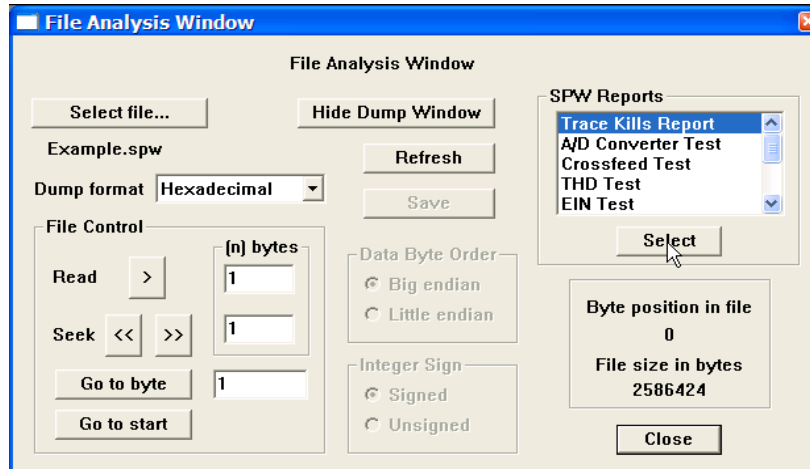 File Analysis Window
File Analysis Window
Select file...
Hide Dump Window
Example.spw
Refresh
Dump format Hexadecimal
Save
SPW Reports
Trace Kills Report
A/D Converter Test
Crossfeed Test
THD Test
EIN Test
Select
File Control
(n) bytes
Read > 1
Seek << >> 1
Go to byte 1
Go to start
Data Byte Order
Big endian
Little endian
Integer Sign
Signed
Unsigned
Byte position in file
0
File size in bytes
2586424
Close